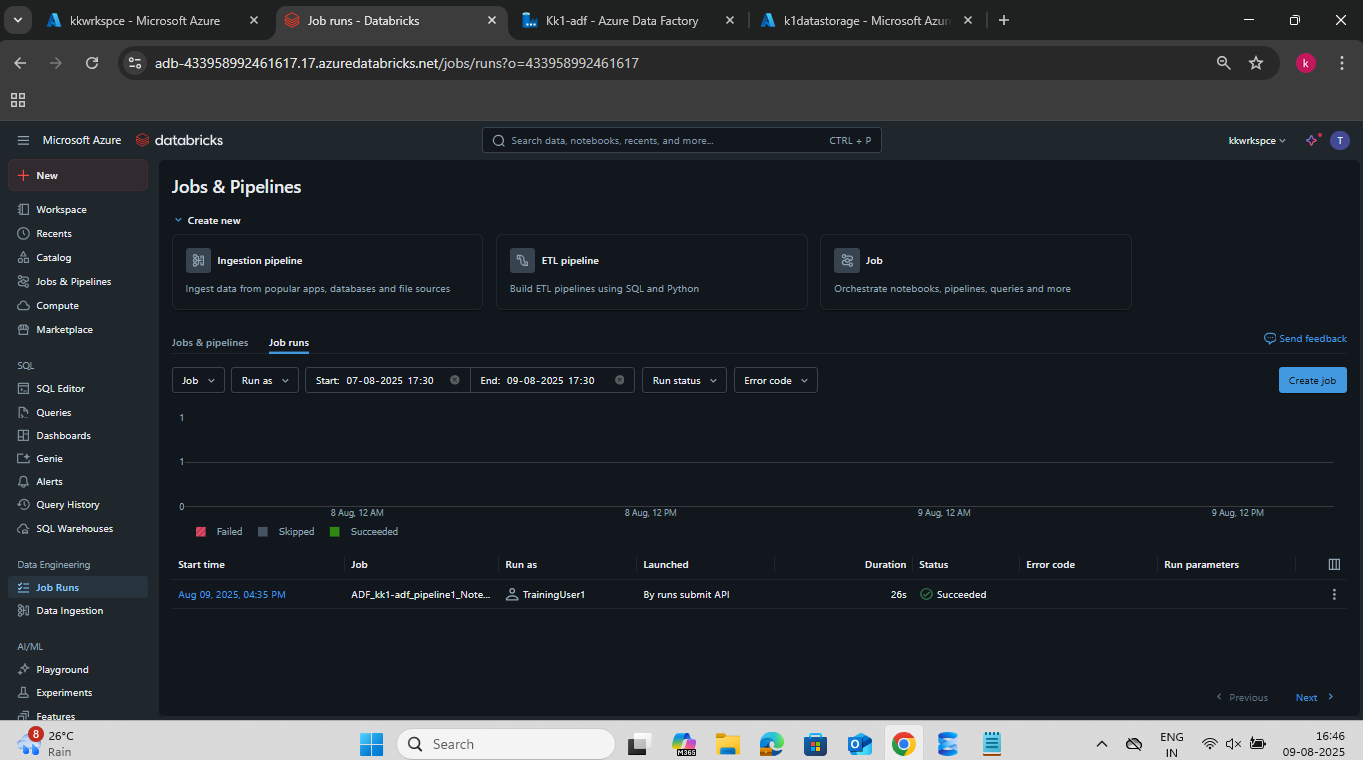 kkwrkspce - Microsoft Azure
Job runs - Databricks
Kk1-adf - Azure Data Factory
k1datastorage - Microsoft Azur
adb-433958992461617.17.azuredatabricks.net/jobs/runs?o=433958992461617
k
Microsoft Azure
databricks
Search data, notebooks, recents, and more...
CTRL + P
kkwrkspce
T
New
Workspace
Recents
Catalog
Jobs & Pipelines
Compute
Marketplace
SQL
SQL Editor
Queries
Dashboards
Genie
Alerts
Query History
SQL Warehouses
Data Engineering
Job Runs
Data Ingestion
AI/ML
Playground
Experiments
Features
Jobs & Pipelines
Create new
Ingestion pipeline
Ingest data from popular apps, databases and file sources
ETL pipeline
Build ETL pipelines using SQL and Python
Job
Orchestrate notebooks, pipelines, queries and more
Jobs & pipelines
Job runs
Send feedback
Job
Run as
Start: 07-08-2025 17:30
End: 09-08-2025 17:30
Run status
Error code
Create job
1
1
0
8 Aug, 12 AM
8 Aug, 12 PM
9 Aug, 12 AM
9 Aug, 12 PM
Failed
Skipped
Succeeded
Start time Job Run as Launched Duration Status Error code Run parameters
Aug 09, 2025, 04:35 PM ADF_kk1-adf_pipeline1_Note... TrainingUser1 By runs submit API 26s Succeeded
Previous
Next
8
26°C
Rain
Search
M365
ENG
IN
16:46
09-08-2025